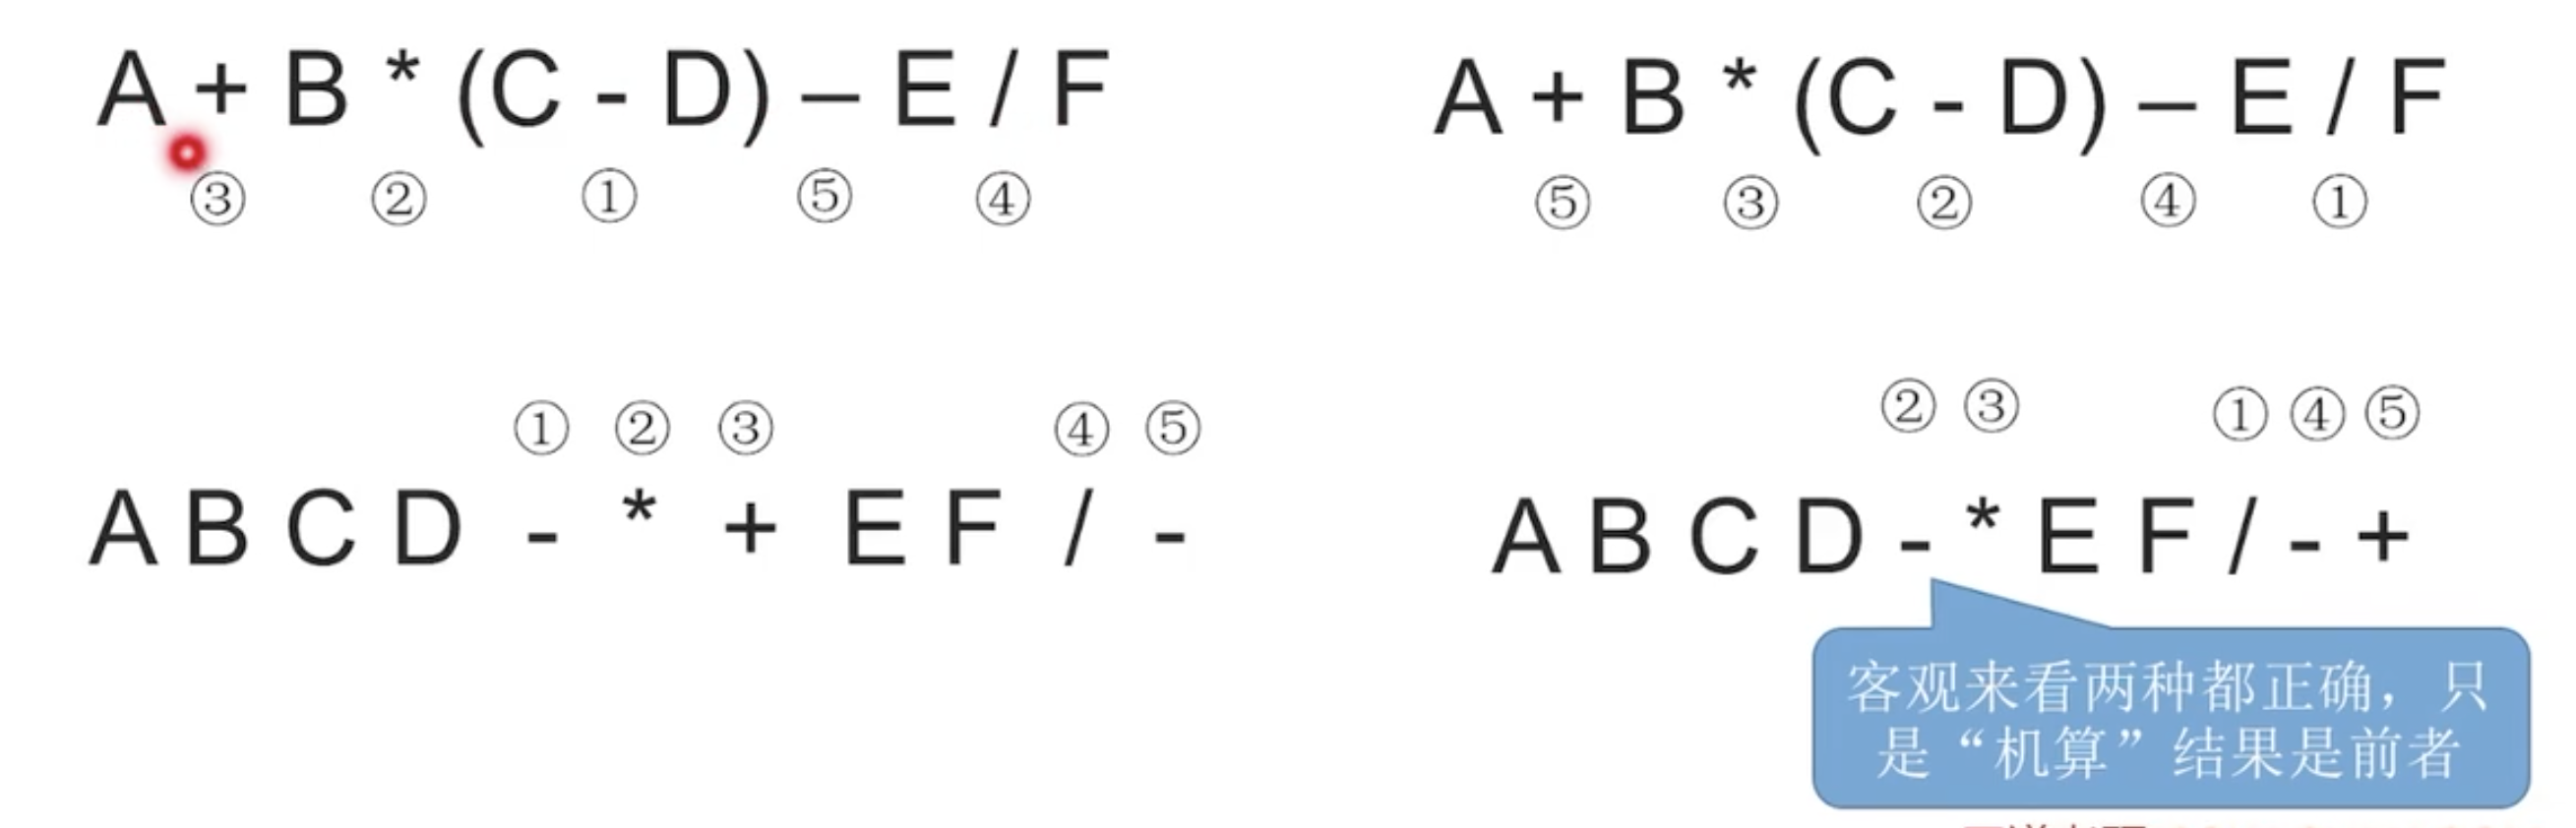 A + B * (C - D) – E / F
③ ② ① ⑤ ④
① ② ③ ④ ⑤
A B C D - * + E F / -
A + B * (C - D) – E / F
⑤ ③ ② ④ ①
② ③ ① ④ ⑤
A B C D - * E F / - +
客观来看两种都正确，只
是“机算”结果是前者